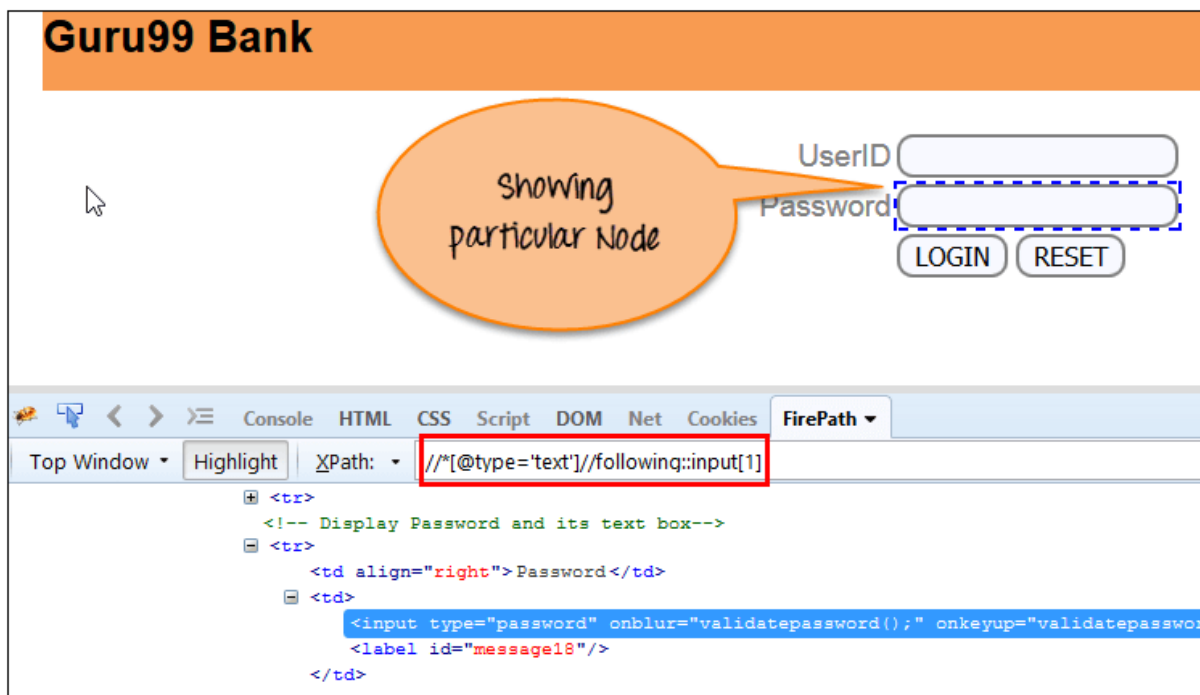 Guru99 Bank
UserID
Showing
particular Node
Password
LOGIN RESET
Console HTML CSS Script DOM Net Cookies FirePath
Top Window Highlight XPath: //*[@type='text']//following::input[1]
<tr>
<!-- Display Password and its text box-->
<tr>
<td align="right">Password</td>
<td>
<input type="password" onblur="validatepassword();" onkeyup="validatepasswor
<label id="message18"/>
</td>